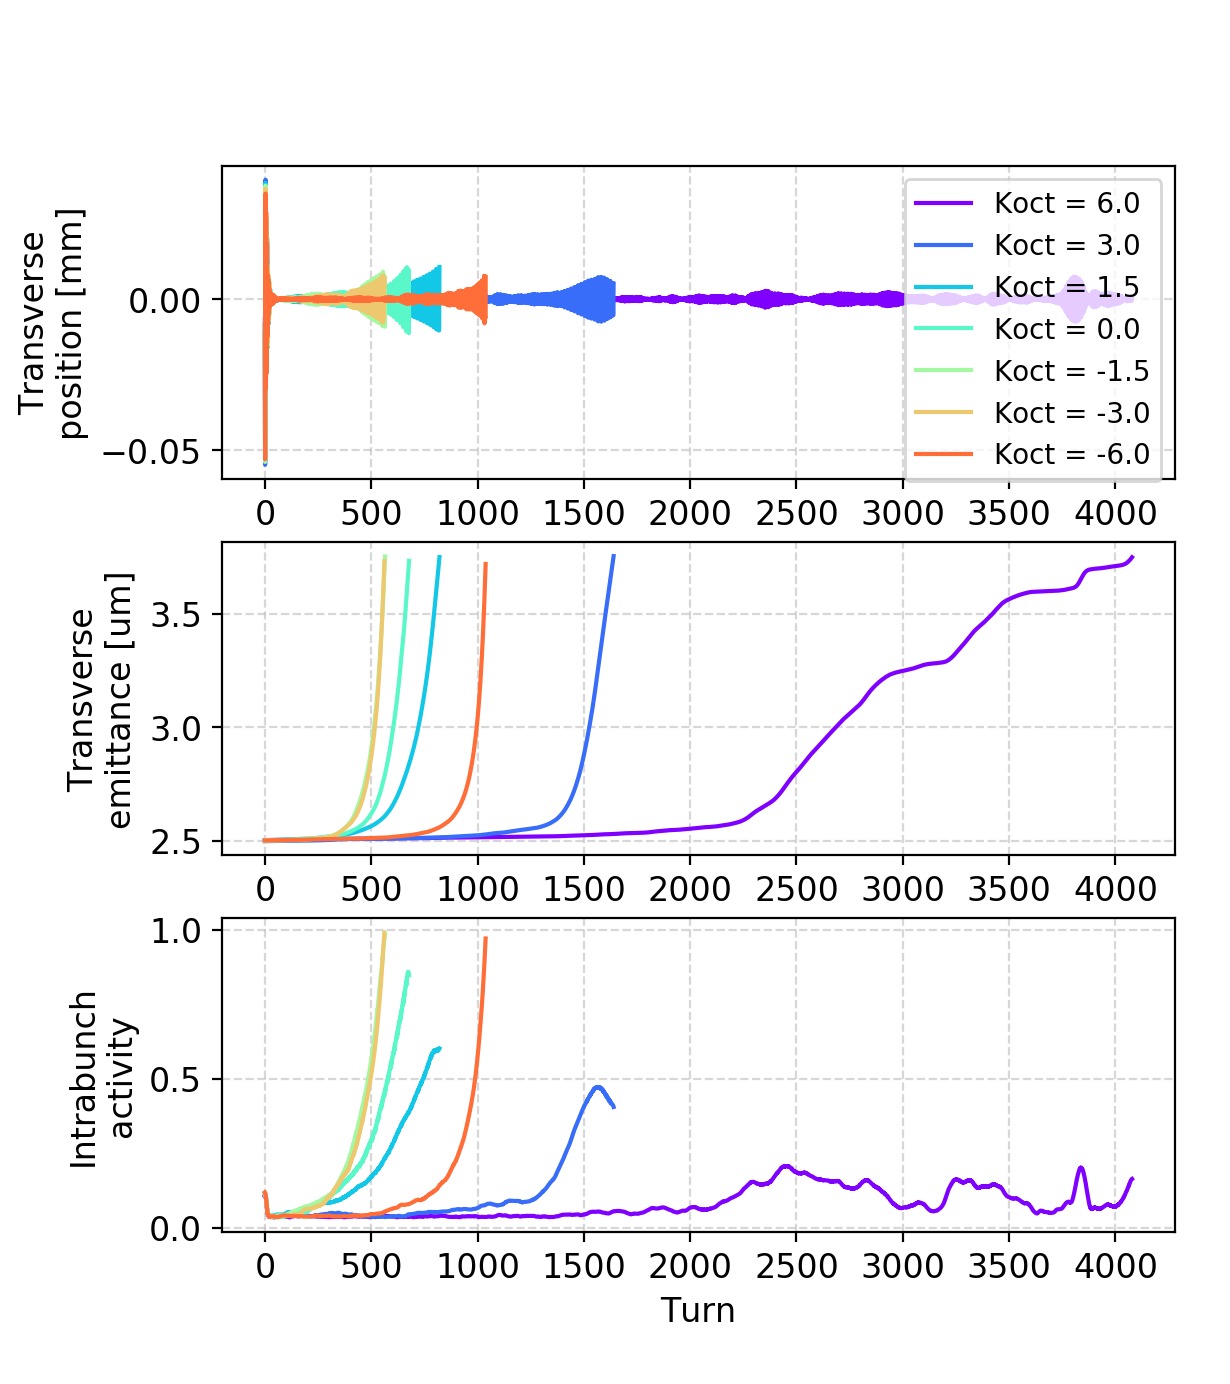 Transverse
position [mm]
0.00
−0.05
Koct = 6.0
Koct = 3.0
Koct = 1.5
Koct = 0.0
Koct = -1.5
Koct = -3.0
Koct = -6.0
0 500 1000 1500 2000 2500 3000 3500 4000
Transverse
emittance [um]
3.5
3.0
2.5
0 500 1000 1500 2000 2500 3000 3500 4000
Intrabunch
activity
1.0
0.5
0.0
0 500 1000 1500 2000 2500 3000 3500 4000
Turn